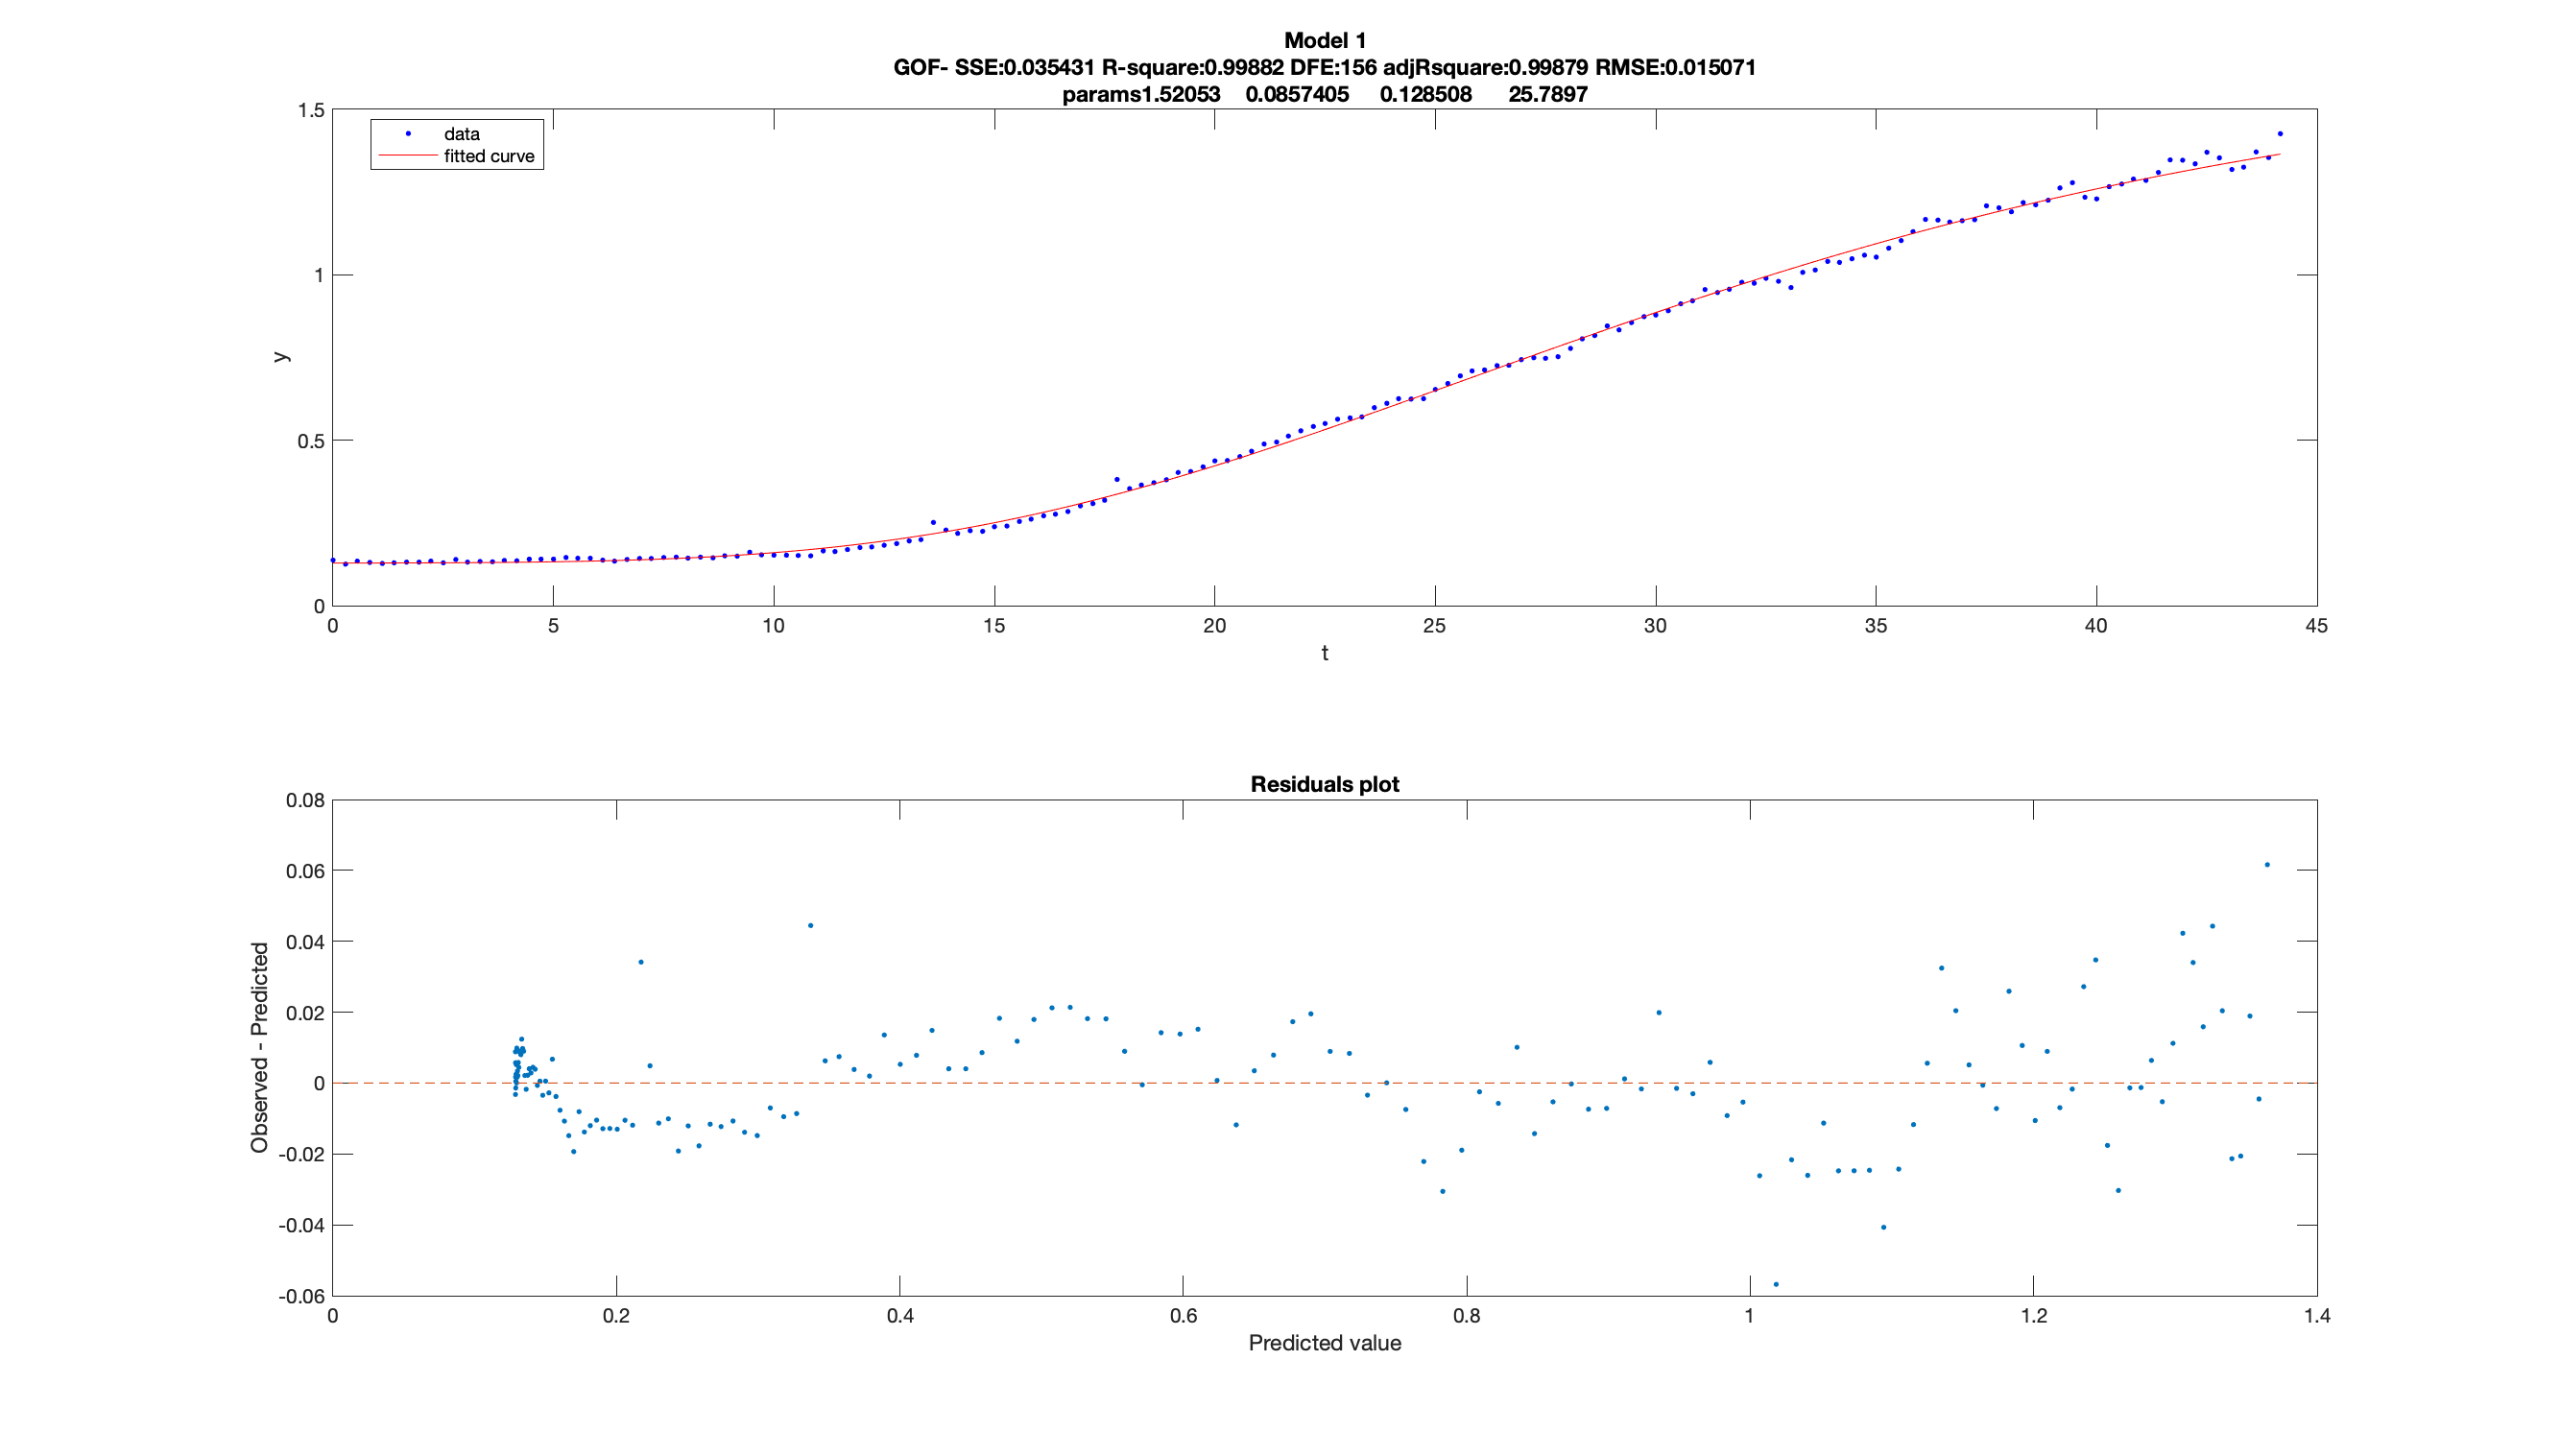 Model 1
GOF- SSE:0.035431 R-square:0.99882 DFE:156 adjRsquare:0.99879 RMSE:0.015071
params1.52053 0.0857405 0.128508 25.7897
data
fitted curve
1.5
1
0.5
0
y
0 5 10 15 20 25 30 35 40 45
t
Residuals plot
0.08
0.06
0.04
0.02
0
-0.02
-0.04
-0.06
Observed - Predicted
0 0.2 0.4 0.6 0.8 1 1.2 1.4
Predicted value